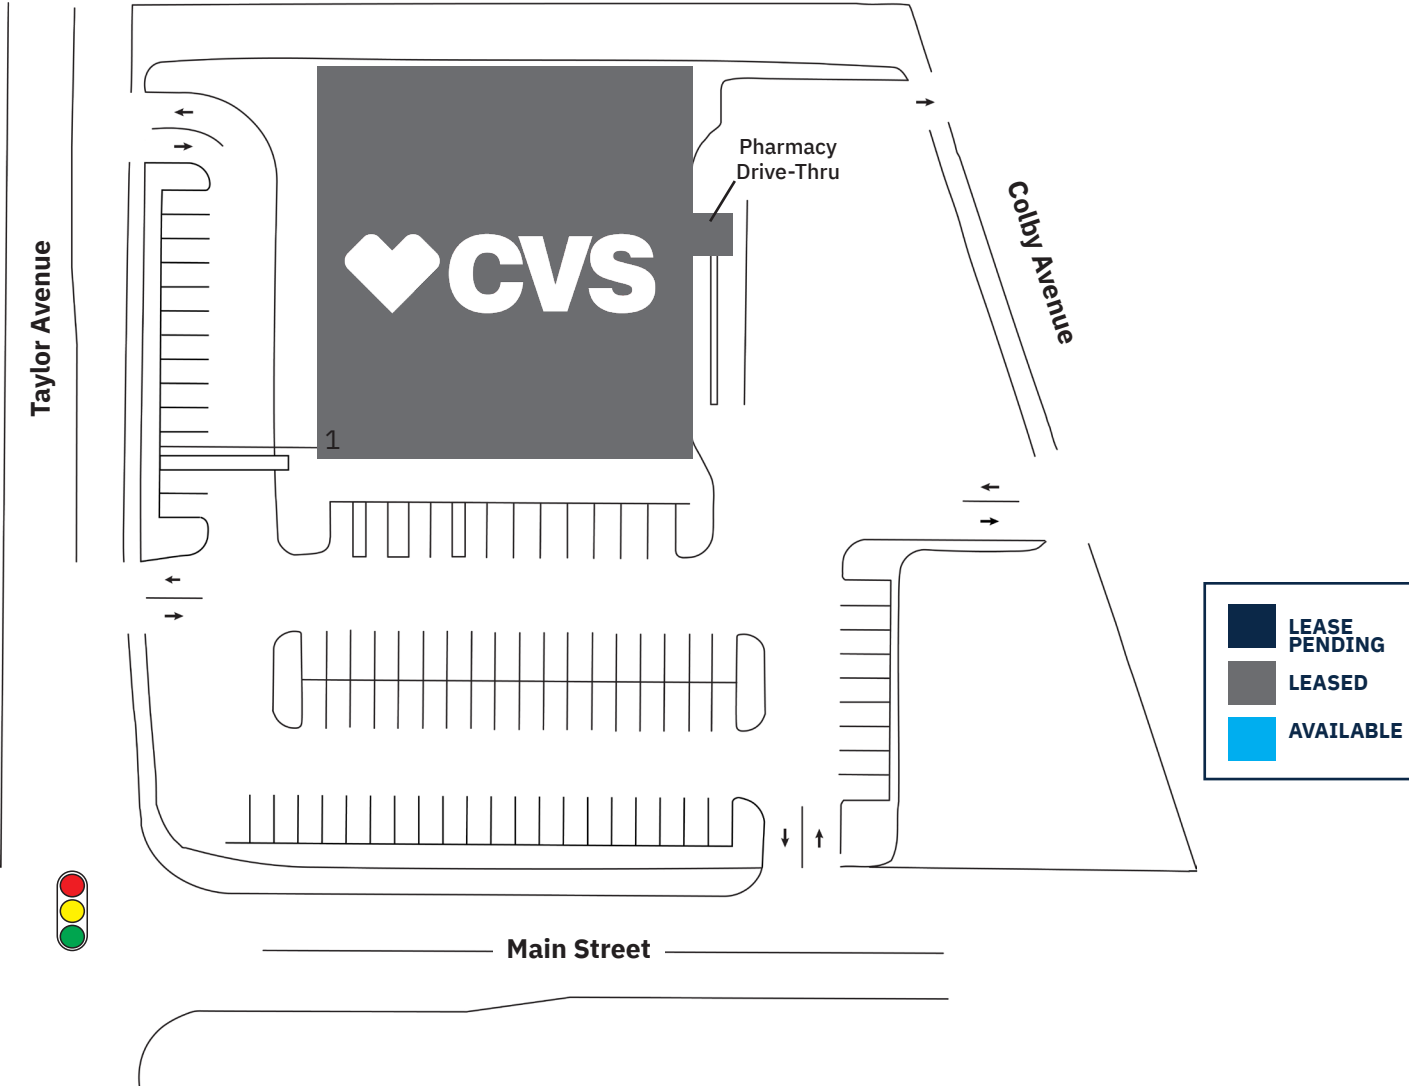 Pharmacy
Drive-Thru
Colby Avenue
Taylor Avenue
CVS
1
LEASE
PENDING
LEASED
AVAILABLE
Main Street